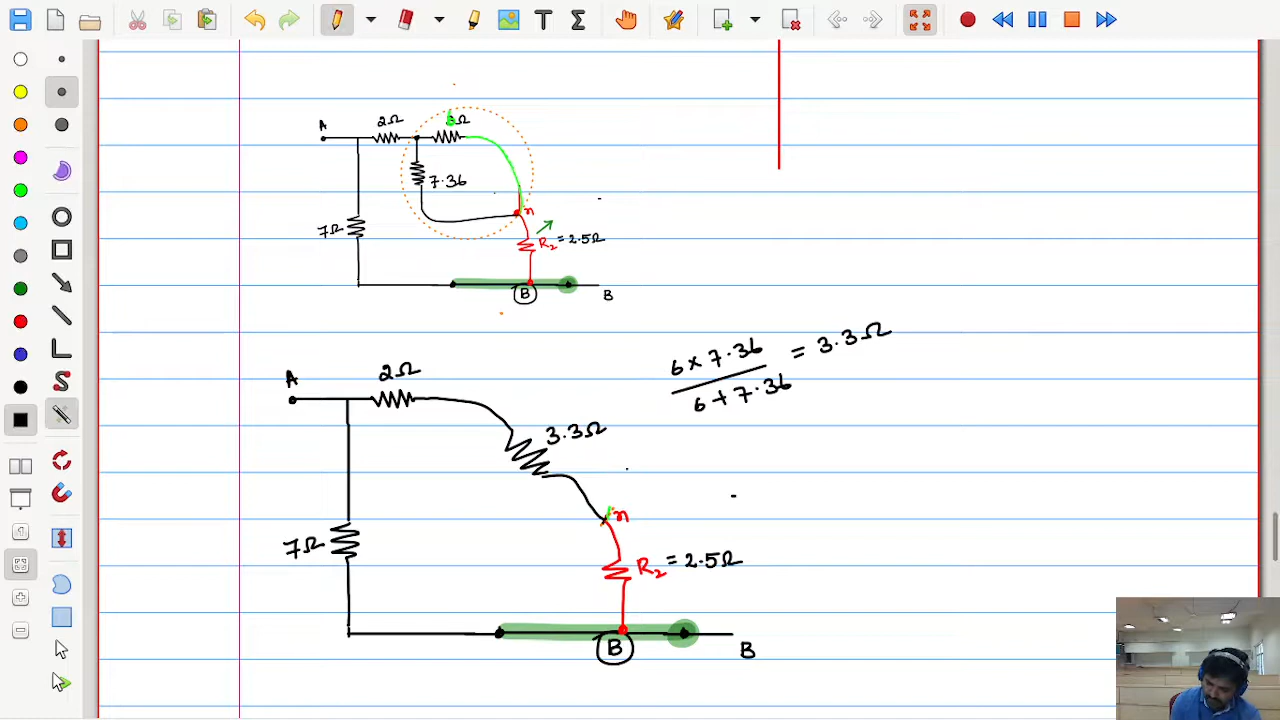 A
2Ω
Ω
7.36
n
7Ω
R₂ = 2.5Ω
B
B
6 × 7.36
6 + 7.36
= 3.3Ω
A
2Ω
3.3Ω
n
7Ω
R₂ = 2.5Ω
B
B